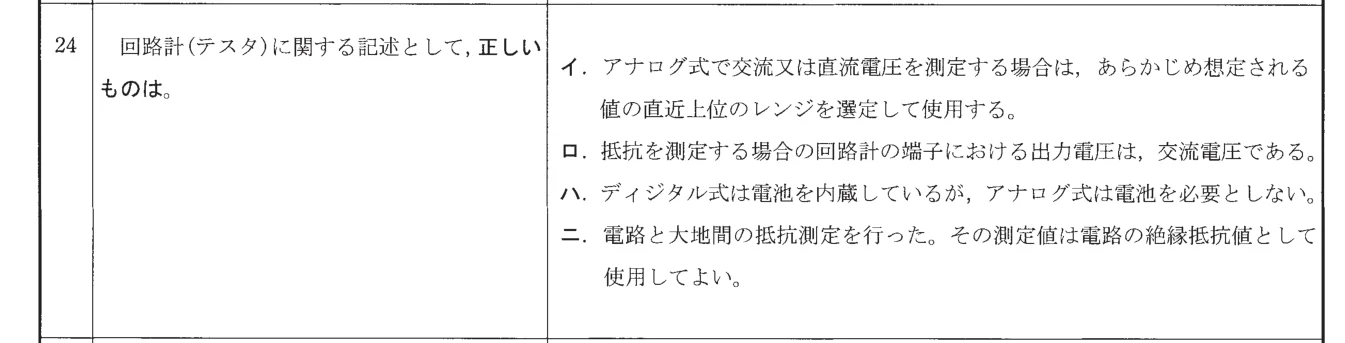 24
回路計(テスタ)に関する記述として,正しい
ものは。
イ．アナログ式で交流又は直流電圧を測定する場合は，あらかじめ想定される
値の直近上位のレンジを選定して使用する。
ロ．抵抗を測定する場合の回路計の端子における出力電圧は，交流電圧である。
ハ．ディジタル式は電池を内蔵しているが，アナログ式は電池を必要としない。
ニ．電路と大地間の抵抗測定を行った。その測定値は電路の絶縁抵抗値として
使用してよい。